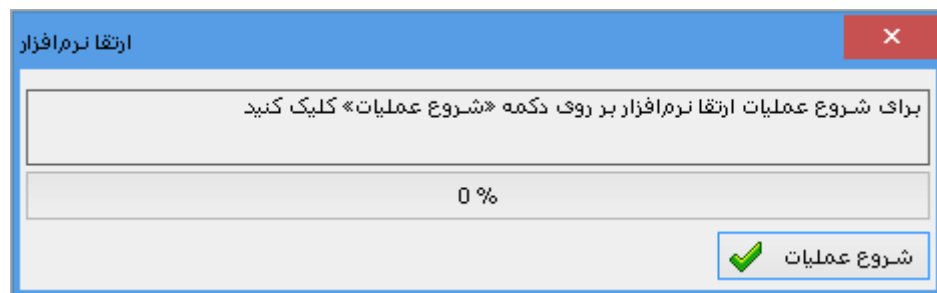 ارتقا نرم‌افزار
برای شروع عملیات ارتقا نرم‌افزار بر روی دکمه «شروع عملیات» کلیک کنید
0 %
شروع عملیات